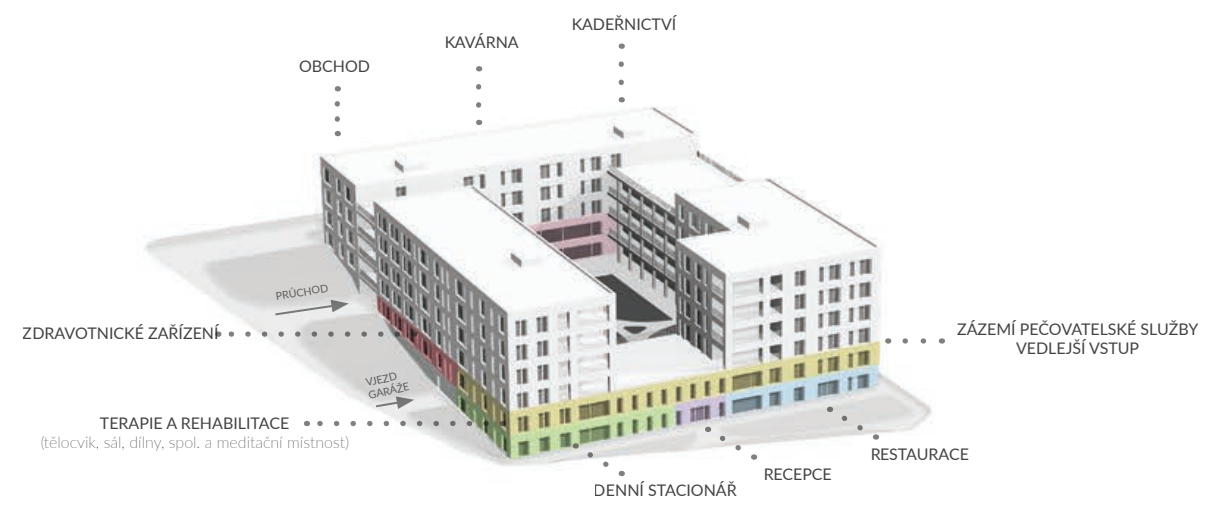 KADEŘNICTVÍ
KAVÁRNA
OBCHOD
PRŮCHOD
ZDRAVOTNICKÉ ZAŘÍZENÍ
ZÁZEMÍ PEČOVATELSKÉ SLUŽBY
VEDLEJŠÍ VSTUP
VJEZD
GARÁŽE
TERAPIE A REHABILITACE
(tělocvik, sál, dílny, spol. a meditační místnost)
RESTAURACE
RECEPCE
DENNÍ STACIONÁŘ